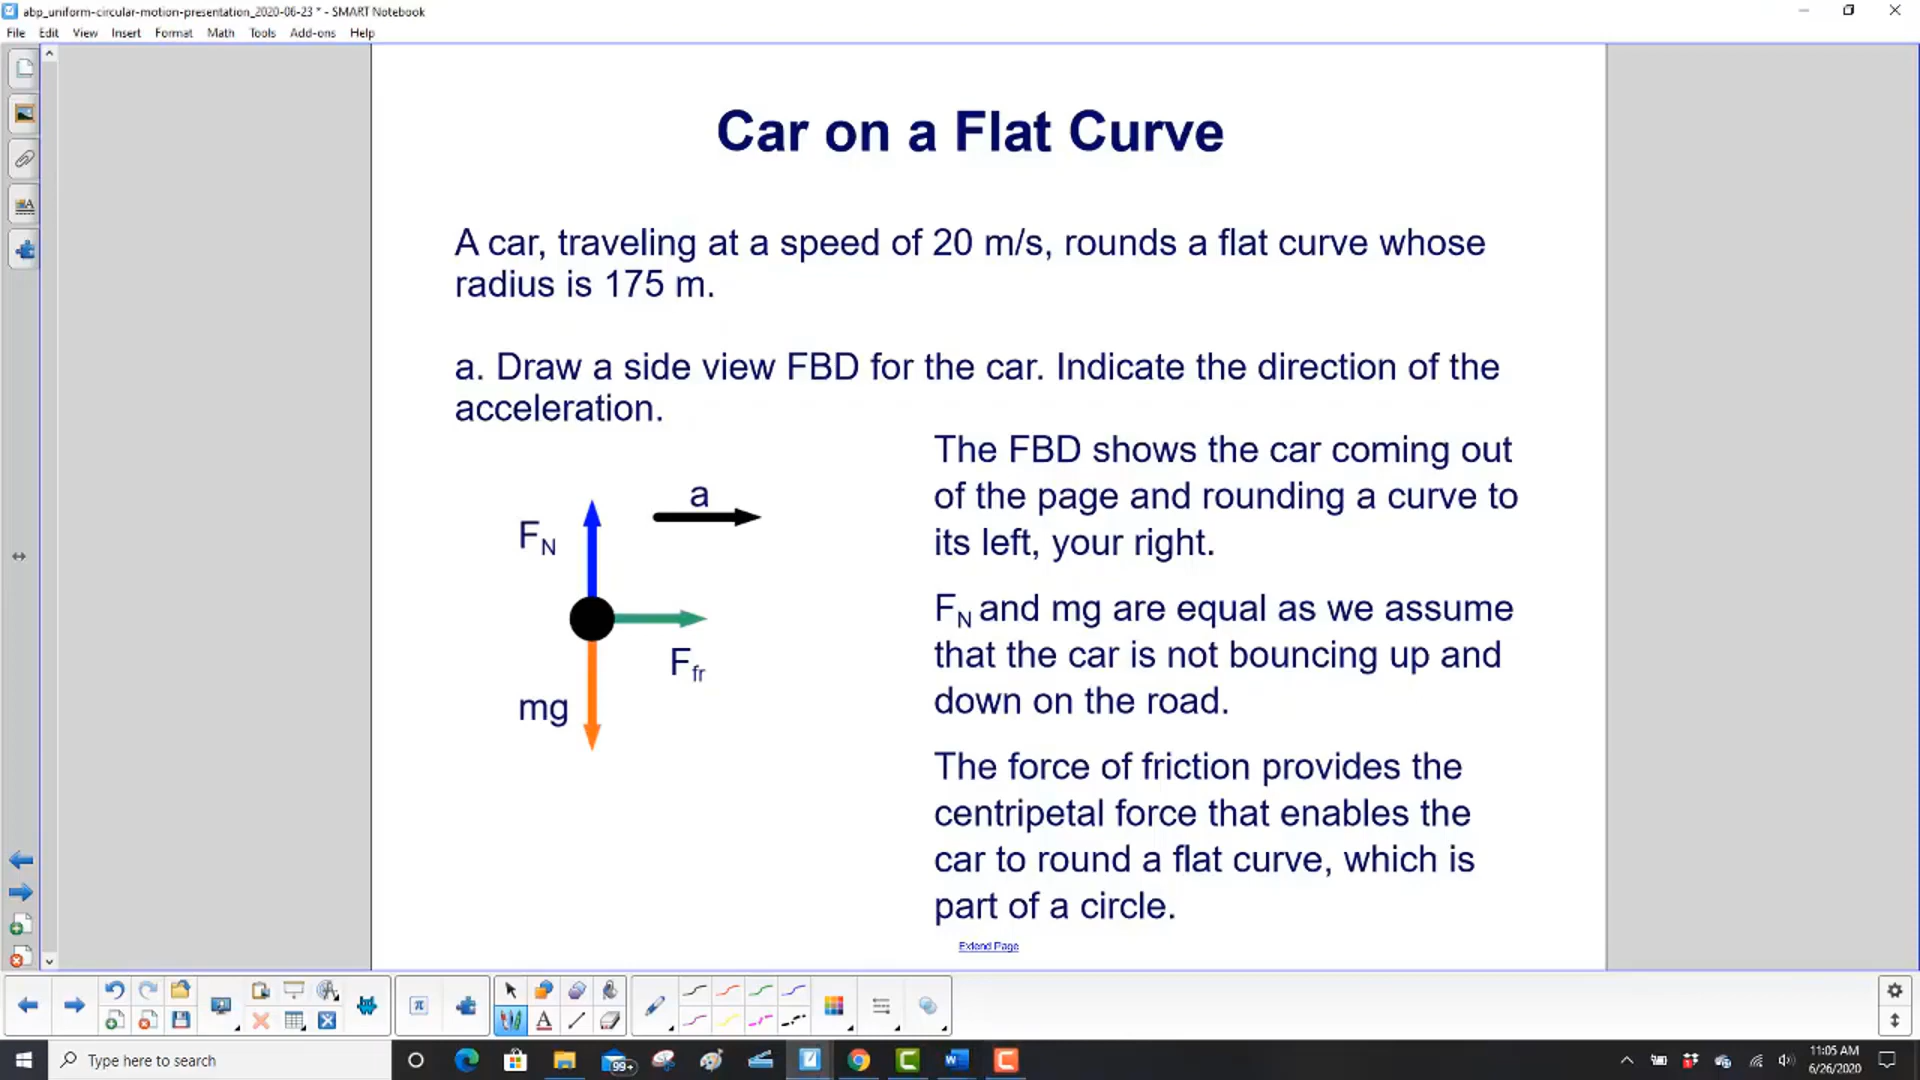 abp_uniform-circular-motion-presentation_2020-06-23 * - SMART Notebook
File Edit View Insert Format Math Tools Add-ons Help
Car on a Flat Curve
A car, traveling at a speed of 20 m/s, rounds a flat curve whose
radius is 175 m.
a. Draw a side view FBD for the car. Indicate the direction of the
acceleration.
a
FN
Ffr
mg
The FBD shows the car coming out
of the page and rounding a curve to
its left, your right.
FN and mg are equal as we assume
that the car is not bouncing up and
down on the road.
The force of friction provides the
centripetal force that enables the
car to round a flat curve, which is
part of a circle.
Extend Page
Type here to search
99+
11:05 AM
6/26/2020